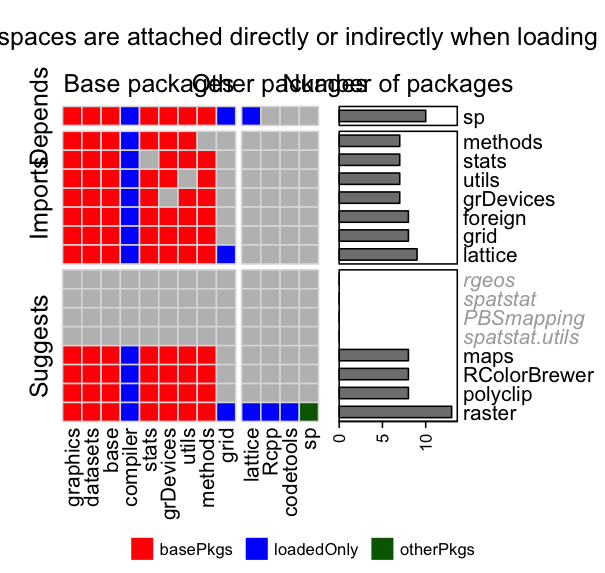 spaces are attached directly or indirectly when loading
Base packages Other packages Number of packages
Depends
Imports
Suggests
sp
methods
stats
utils
grDevices
foreign
grid
lattice
rgeos
spatstat
PBSmapping
spatstat.utils
maps
RColorBrewer
polyclip
raster
graphics
datasets
base
compiler
stats
grDevices
utils
methods
grid
lattice
Rcpp
codetools
sp
0 5 10
basePkgs loadedOnly otherPkgs